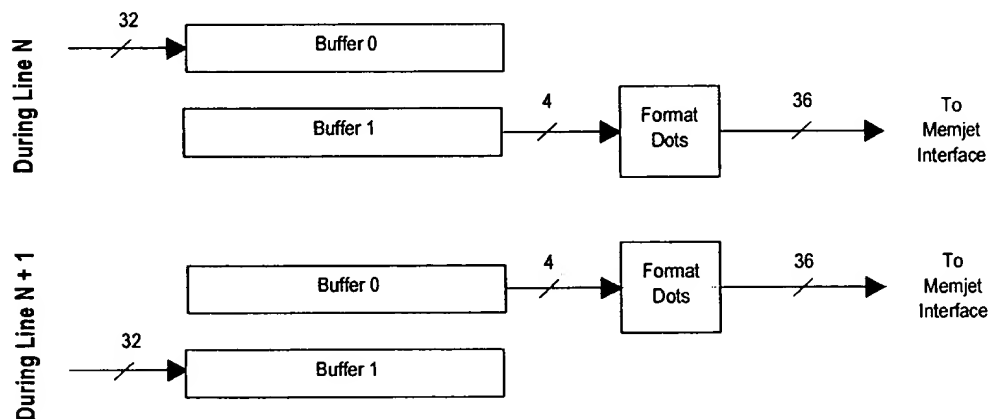 During Line N
32
Buffer 0
Buffer 1
4
Format
Dots
36
To
Memjet
Interface
During Line N + 1
Buffer 0
4
Format
Dots
36
To
Memjet
Interface
32
Buffer 1